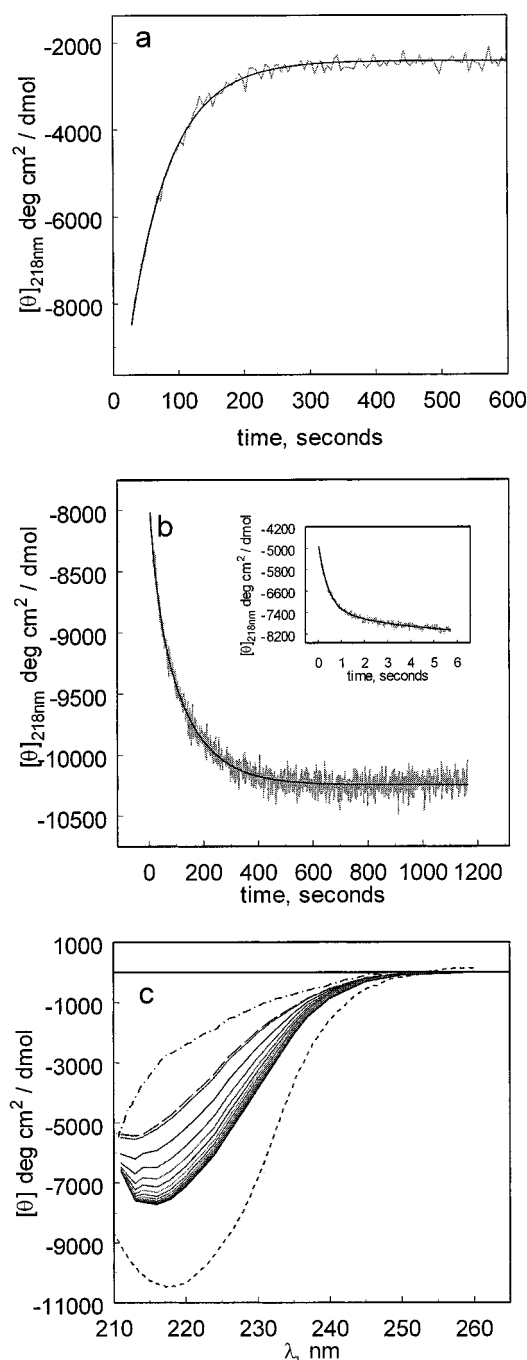 a
-2000
-4000
-6000
-8000
[θ]218nm deg cm² / dmol
0 100 200 300 400 500 600
time, seconds
b
-8000
-8500
-9000
-9500
-10000
-10500
[θ]218nm deg cm² / dmol
0 200 400 600 800 1000 1200
time, seconds
-4200
-5000
-5800
-6600
-7400
-8200
[θ]218nm deg cm² / dmol
0 1 2 3 4 5 6
time, seconds
c
1000
-1000
-3000
-5000
-7000
-9000
-11000
[θ] deg cm² / dmol
210 220 230 240 250 260
λ, nm